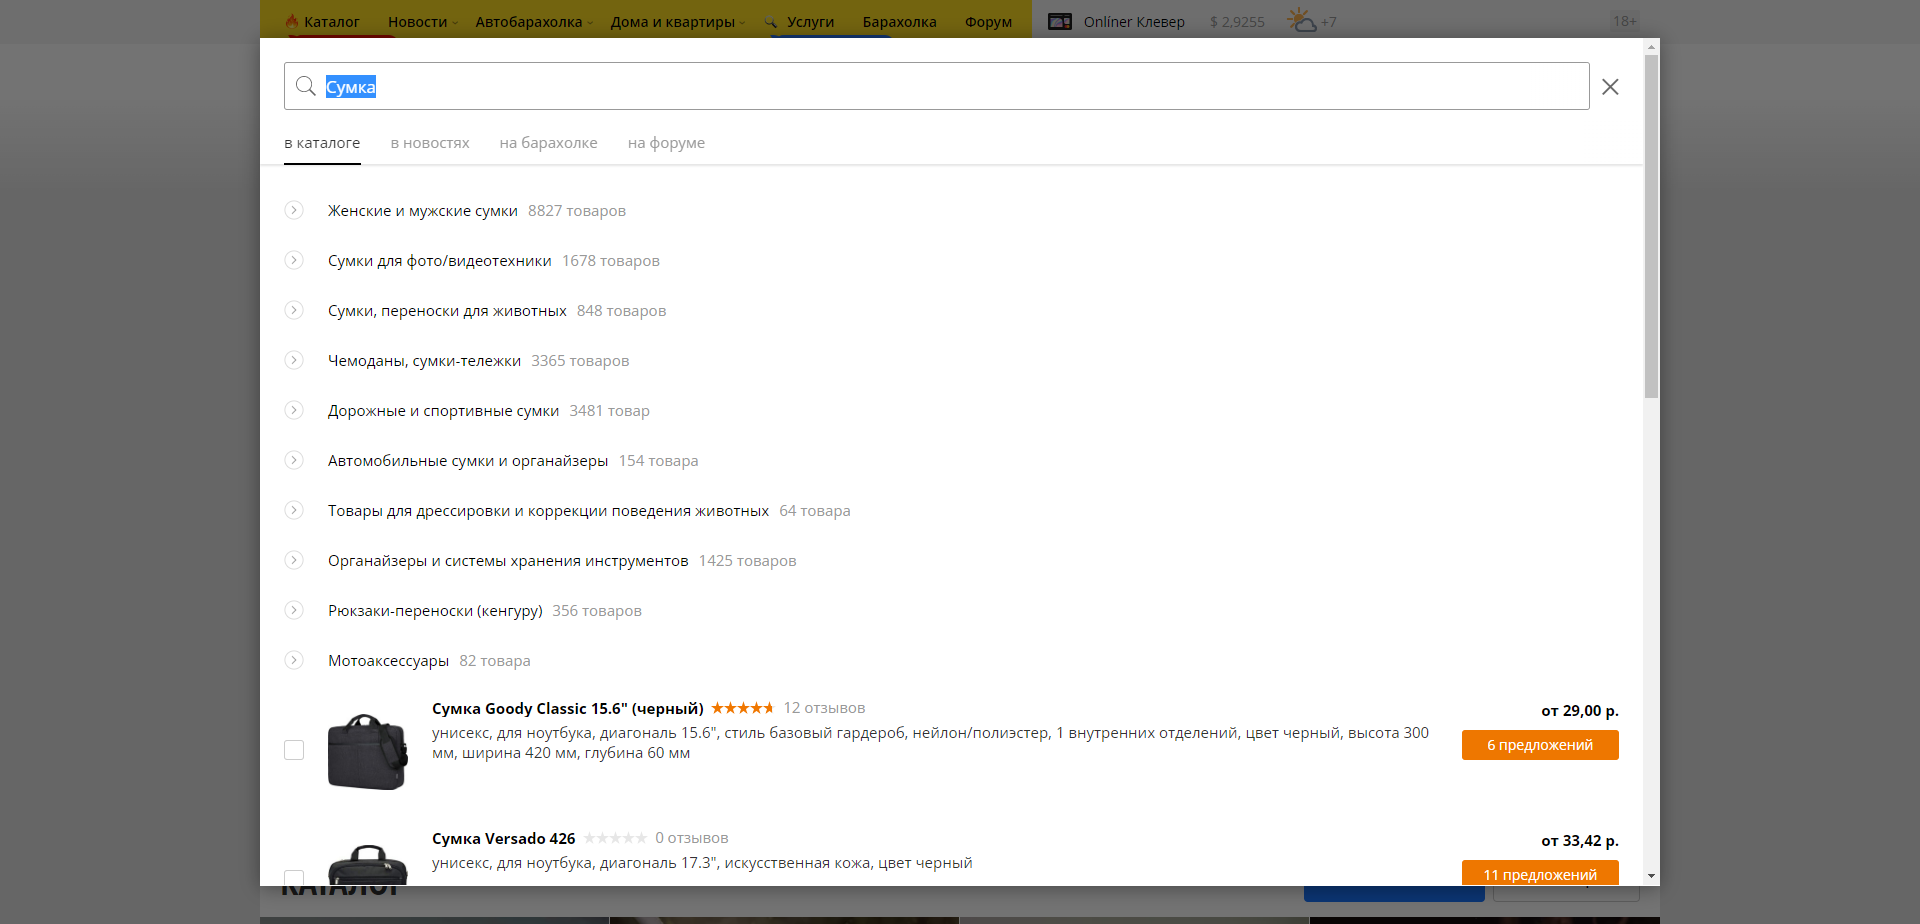 Каталог Новости Автобарахолка Дома и квартиры Услуги Барахолка Форум Onlíner Клевер $ 2,9255 +7 18+
Сумка
в каталоге в новостях на барахолке на форуме
Женские и мужские сумки 8827 товаров
Сумки для фото/видеотехники 1678 товаров
Сумки, переноски для животных 848 товаров
Чемоданы, сумки-тележки 3365 товаров
Дорожные и спортивные сумки 3481 товар
Автомобильные сумки и органайзеры 154 товара
Товары для дрессировки и коррекции поведения животных 64 товара
Органайзеры и системы хранения инструментов 1425 товаров
Рюкзаки-переноски (кенгуру) 356 товаров
Мотоаксессуары 82 товара
Сумка Goody Classic 15.6" (черный) 12 отзывов
от 29,00 р.
унисекс, для ноутбука, диагональ 15.6", стиль базовый гардероб, нейлон/полиэстер, 1 внутренних отделений, цвет черный, высота 300
мм, ширина 420 мм, глубина 60 мм
6 предложений
Сумка Versado 426 0 отзывов
от 33,42 р.
унисекс, для ноутбука, диагональ 17.3", искусственная кожа, цвет черный
11 предложений
КАТАЛОГ